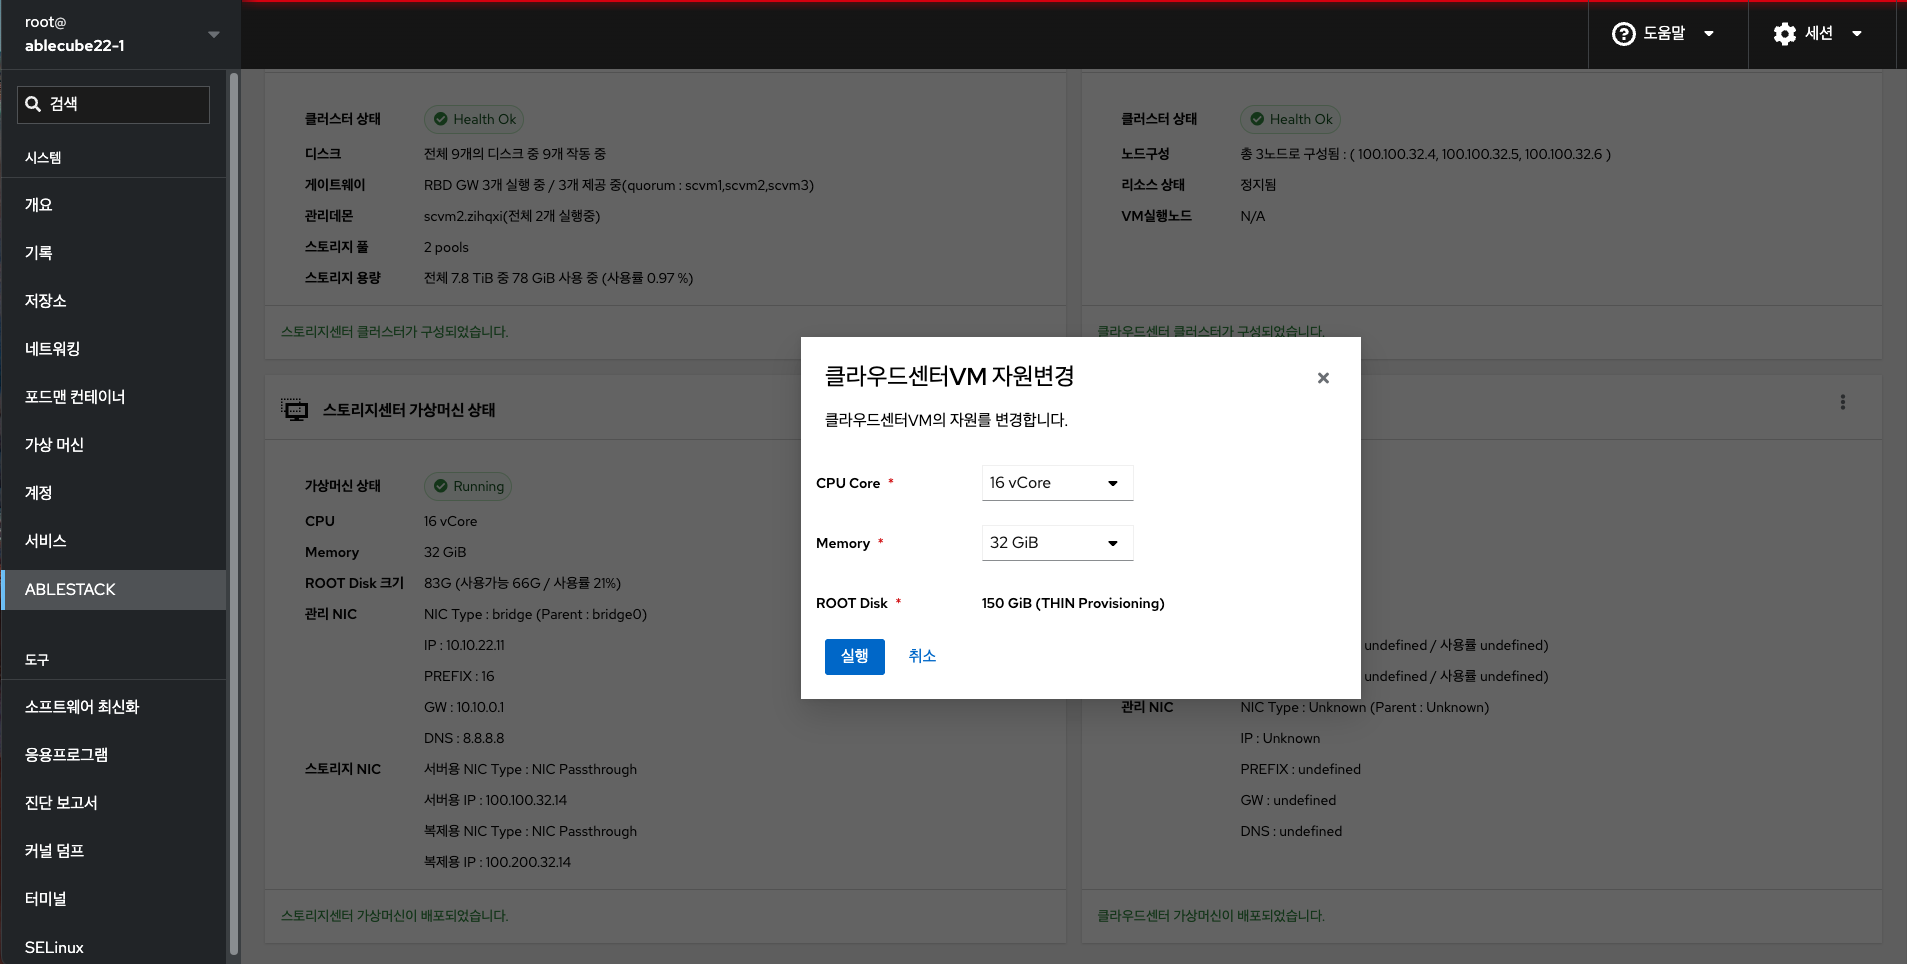 root@
ablecube22-1
도움말
세션
검색
시스템
개요
기록
저장소
네트워킹
포드맨 컨테이너
가상 머신
계정
서비스
ABLESTACK
도구
소프트웨어 최신화
응용프로그램
진단 보고서
커널 덤프
터미널
SELinux
클러스터 상태 Health Ok
디스크 전체 9개의 디스크 중 9개 작동 중
게이트웨이 RBD GW 3개 실행 중 / 3개 제공 중(quorum : scvm1,scvm2,scvm3)
관리데몬 scvm2.zihqxi(전체 2개 실행중)
스토리지 풀 2 pools
스토리지 용량 전체 7.8 TiB 중 78 GiB 사용 중 (사용률 0.97 %)
스토리지센터 클러스터가 구성되었습니다.
클러스터 상태 Health Ok
노드구성 총 3노드로 구성됨 : ( 100.100.32.4, 100.100.32.5, 100.100.32.6 )
리소스 상태 정지됨
VM실행노드 N/A
클라우드센터 클러스터가 구성되었습니다.
스토리지센터 가상머신 상태
가상머신 상태 Running
CPU 16 vCore
Memory 32 GiB
ROOT Disk 크기 83G (사용가능 66G / 사용률 21%)
관리 NIC NIC Type : bridge (Parent : bridge0)
IP : 10.10.22.11
PREFIX : 16
GW : 10.10.0.1
DNS : 8.8.8.8
스토리지 NIC 서버용 NIC Type : NIC Passthrough
서버용 IP : 100.100.32.14
복제용 NIC Type : NIC Passthrough
복제용 IP : 100.200.32.14
스토리지센터 가상머신이 배포되었습니다.
클라우드센터VM 자원변경
클라우드센터VM의 자원를 변경합니다.
CPU Core * 16 vCore
Memory * 32 GiB
ROOT Disk * 150 GiB (THIN Provisioning)
실행 취소
undefined / 사용률 undefined)
undefined / 사용률 undefined)
관리 NIC NIC Type : Unknown (Parent : Unknown)
IP : Unknown
PREFIX : undefined
GW : undefined
DNS : undefined
클라우드센터 가상머신이 배포되었습니다.